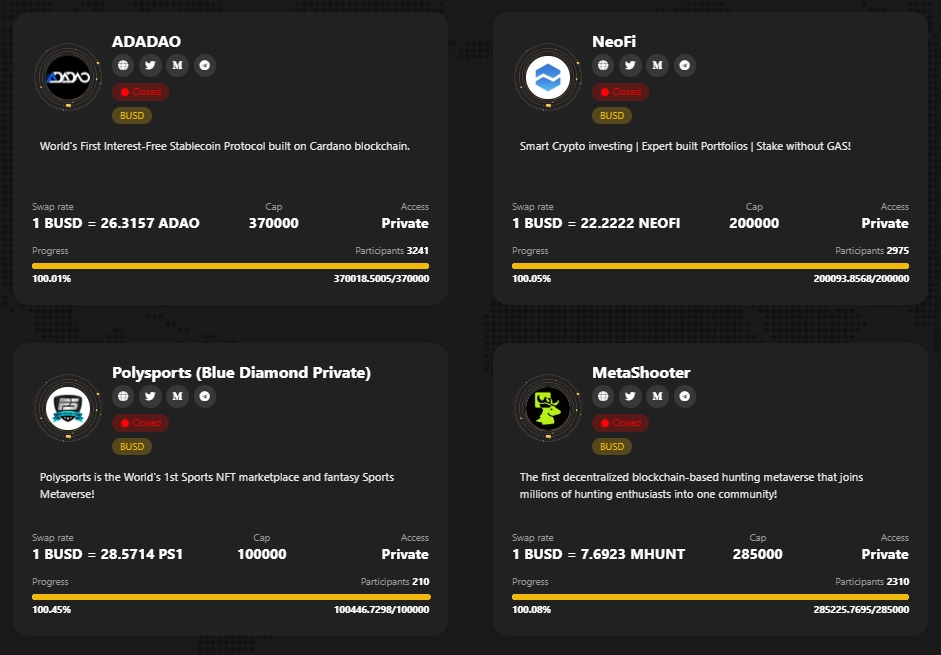 ADADAO
M
Closed
BUSD
ADADAO
World's First Interest-Free Stablecoin Protocol built on Cardano blockchain.
Swap rate Cap Access
1 BUSD = 26.3157 ADAO 370000 Private
Progress Participants 3241
100.01% 370018.5005/370000
NeoFi
M
Closed
BUSD
Smart Crypto investing | Expert built Portfolios | Stake without GAS!
Swap rate Cap Access
1 BUSD = 22.2222 NEOFI 200000 Private
Progress Participants 2975
100.05% 200093.8568/200000
Polysports (Blue Diamond Private)
M
Closed
BUSD
PS
Polysports is the World's 1st Sports NFT marketplace and fantasy Sports
Metaverse!
Swap rate Cap Access
1 BUSD = 28.5714 PS1 100000 Private
Progress Participants 210
100.45% 100446.7298/100000
MetaShooter
M
Closed
BUSD
The first decentralized blockchain-based hunting metaverse that joins
millions of hunting enthusiasts into one community!
Swap rate Cap Access
1 BUSD = 7.6923 MHUNT 285000 Private
Progress Participants 2310
100.08% 285225.7695/285000